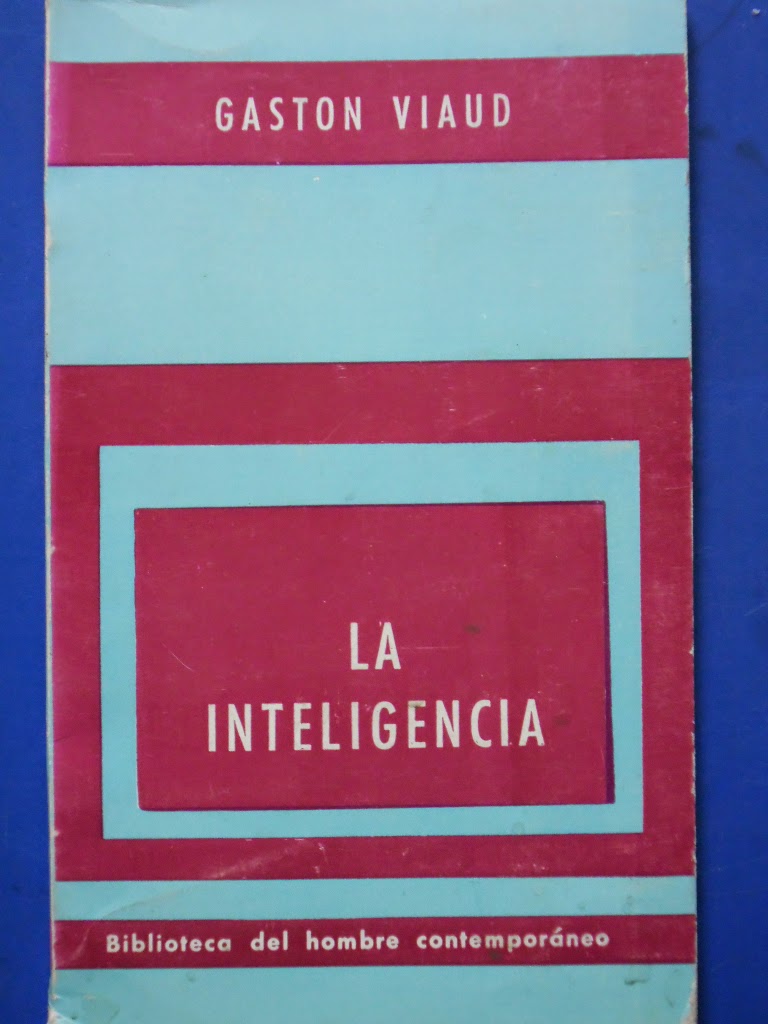 GASTON VIAUD
LA
INTELIGENCIA
Biblioteca del hombre contemporáneo